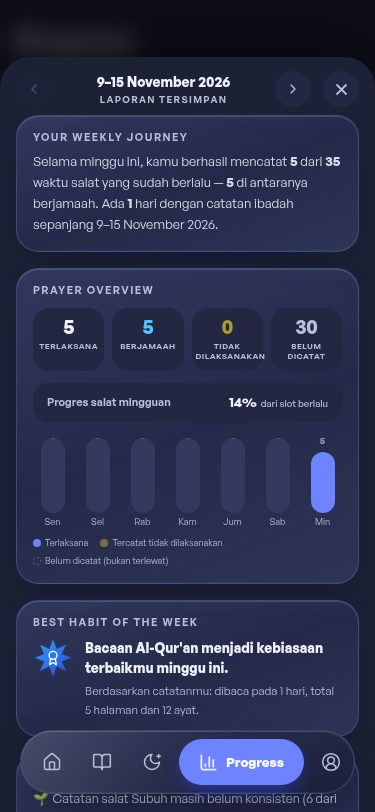 9–15 November 2026
LAPORAN TERSIMPAN
YOUR WEEKLY JOURNEY
Selama minggu ini, kamu berhasil mencatat 5 dari 35
waktu salat yang sudah berlalu — 5 di antaranya
berjamaah. Ada 1 hari dengan catatan ibadah
sepanjang 9–15 November 2026.
PRAYER OVERVIEW
5 5 0 30
TERLAKSANA BERJAMAAH TIDAK BELUM
DILAKSANAKAN DICATAT
Progres salat mingguan 14% dari slot berlalu
5
Sen Sel Rab Kam Jum Sab Min
Terlaksana Tercatat tidak dilaksanakan
Belum dicatat (bukan terlewat)
BEST HABIT OF THE WEEK
Bacaan Al-Qur'an menjadi kebiasaan
terbaikmu minggu ini.
Berdasarkan catatanmu: dibaca pada 1 hari, total
5 halaman dan 12 ayat.
Progress
🌱 Catatan salat Subuh masih belum konsisten (6 dari